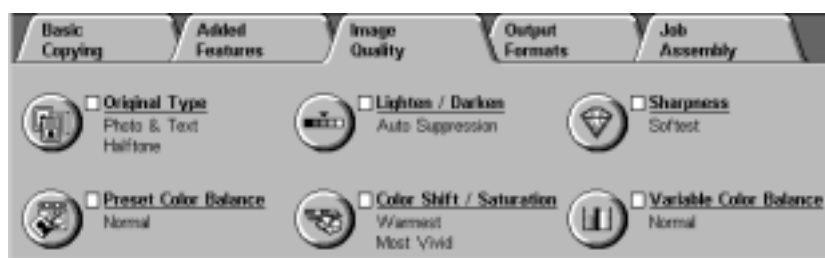 Basic Copying
Added Features
Image Quality
Output Formats
Job Assembly
Original Type
Photo & Text
Halftone
Lighten / Darken
Auto Suppression
Sharpness
Softest
Preset Color Balance
Normal
Color Shift / Saturation
Warmest
Most Vivid
Variable Color Balance
Normal